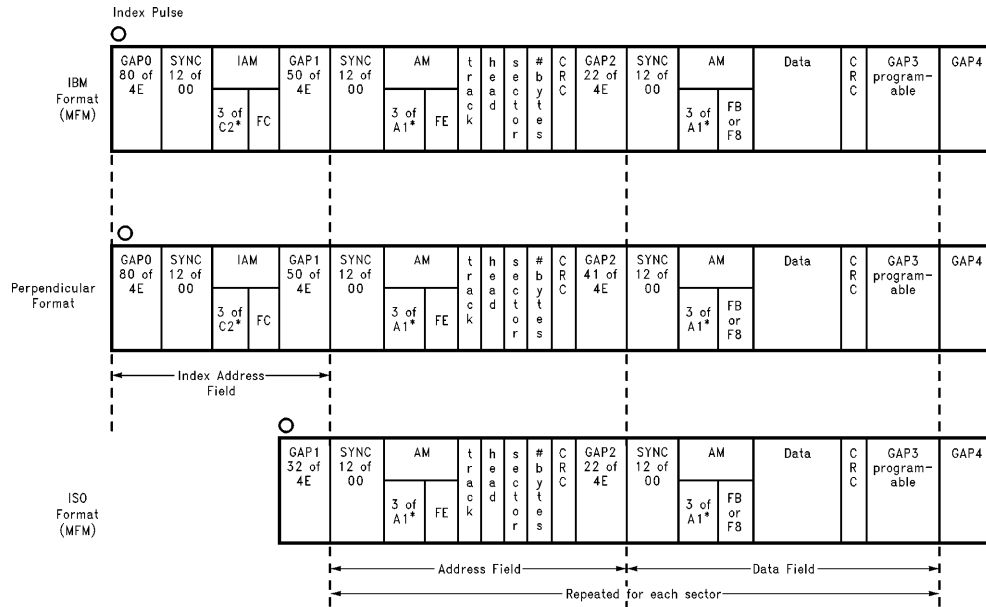 Index Pulse
IBM
Format
(MFM)
GAP0
80 of
4E
SYNC
12 of
00
IAM
3 of
C2*
FC
GAP1
50 of
4E
SYNC
12 of
00
AM
3 of
A1*
FE
track
head
sector
#bytes
CRC
GAP2
22 of
4E
SYNC
12 of
00
AM
3 of
A1*
FB
or
F8
Data
CRC
GAP3
program-
able
GAP4
Perpendicular
Format
GAP0
80 of
4E
SYNC
12 of
00
IAM
3 of
C2*
FC
GAP1
50 of
4E
SYNC
12 of
00
AM
3 of
A1*
FE
track
head
sector
#bytes
CRC
GAP2
41 of
4E
SYNC
12 of
00
AM
3 of
A1*
FB
or
F8
Data
CRC
GAP3
program-
able
GAP4
Index Address
Field
ISO
Format
(MFM)
GAP1
32 of
4E
SYNC
12 of
00
AM
3 of
A1*
FE
track
head
sector
#bytes
CRC
GAP2
22 of
4E
SYNC
12 of
00
AM
3 of
A1*
FB
or
F8
Data
CRC
GAP3
program-
able
GAP4
Address Field
Data Field
Repeated for each sector